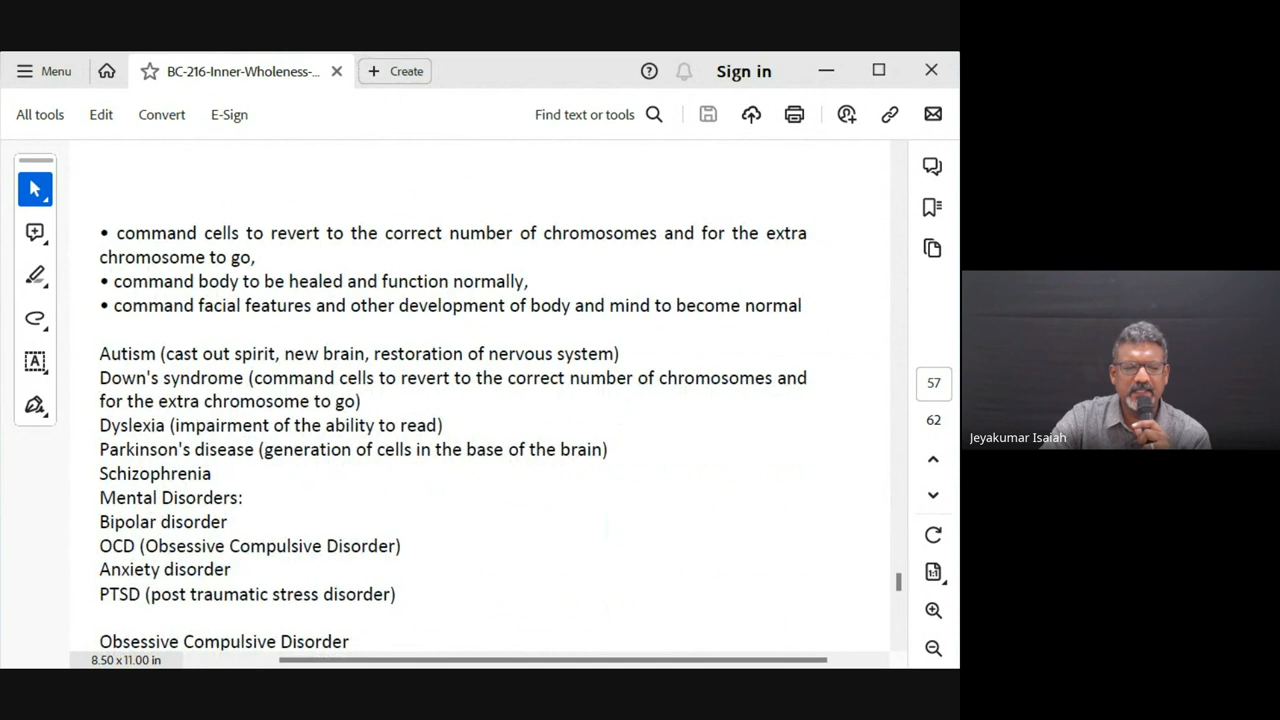 Menu
BC-216-Inner-Wholeness-...
Create
Sign in
All tools
Edit
Convert
E-Sign
Find text or tools
• command cells to revert to the correct number of chromosomes and for the extra
chromosome to go,
• command body to be healed and function normally,
• command facial features and other development of body and mind to become normal
Autism (cast out spirit, new brain, restoration of nervous system)
Down's syndrome (command cells to revert to the correct number of chromosomes and
for the extra chromosome to go)
Dyslexia (impairment of the ability to read)
Parkinson's disease (generation of cells in the base of the brain)
Schizophrenia
Mental Disorders:
Bipolar disorder
OCD (Obsessive Compulsive Disorder)
Anxiety disorder
PTSD (post traumatic stress disorder)
Obsessive Compulsive Disorder
8.50 x 11.00 in
57
62
1:1
Jeyakumar Isaiah